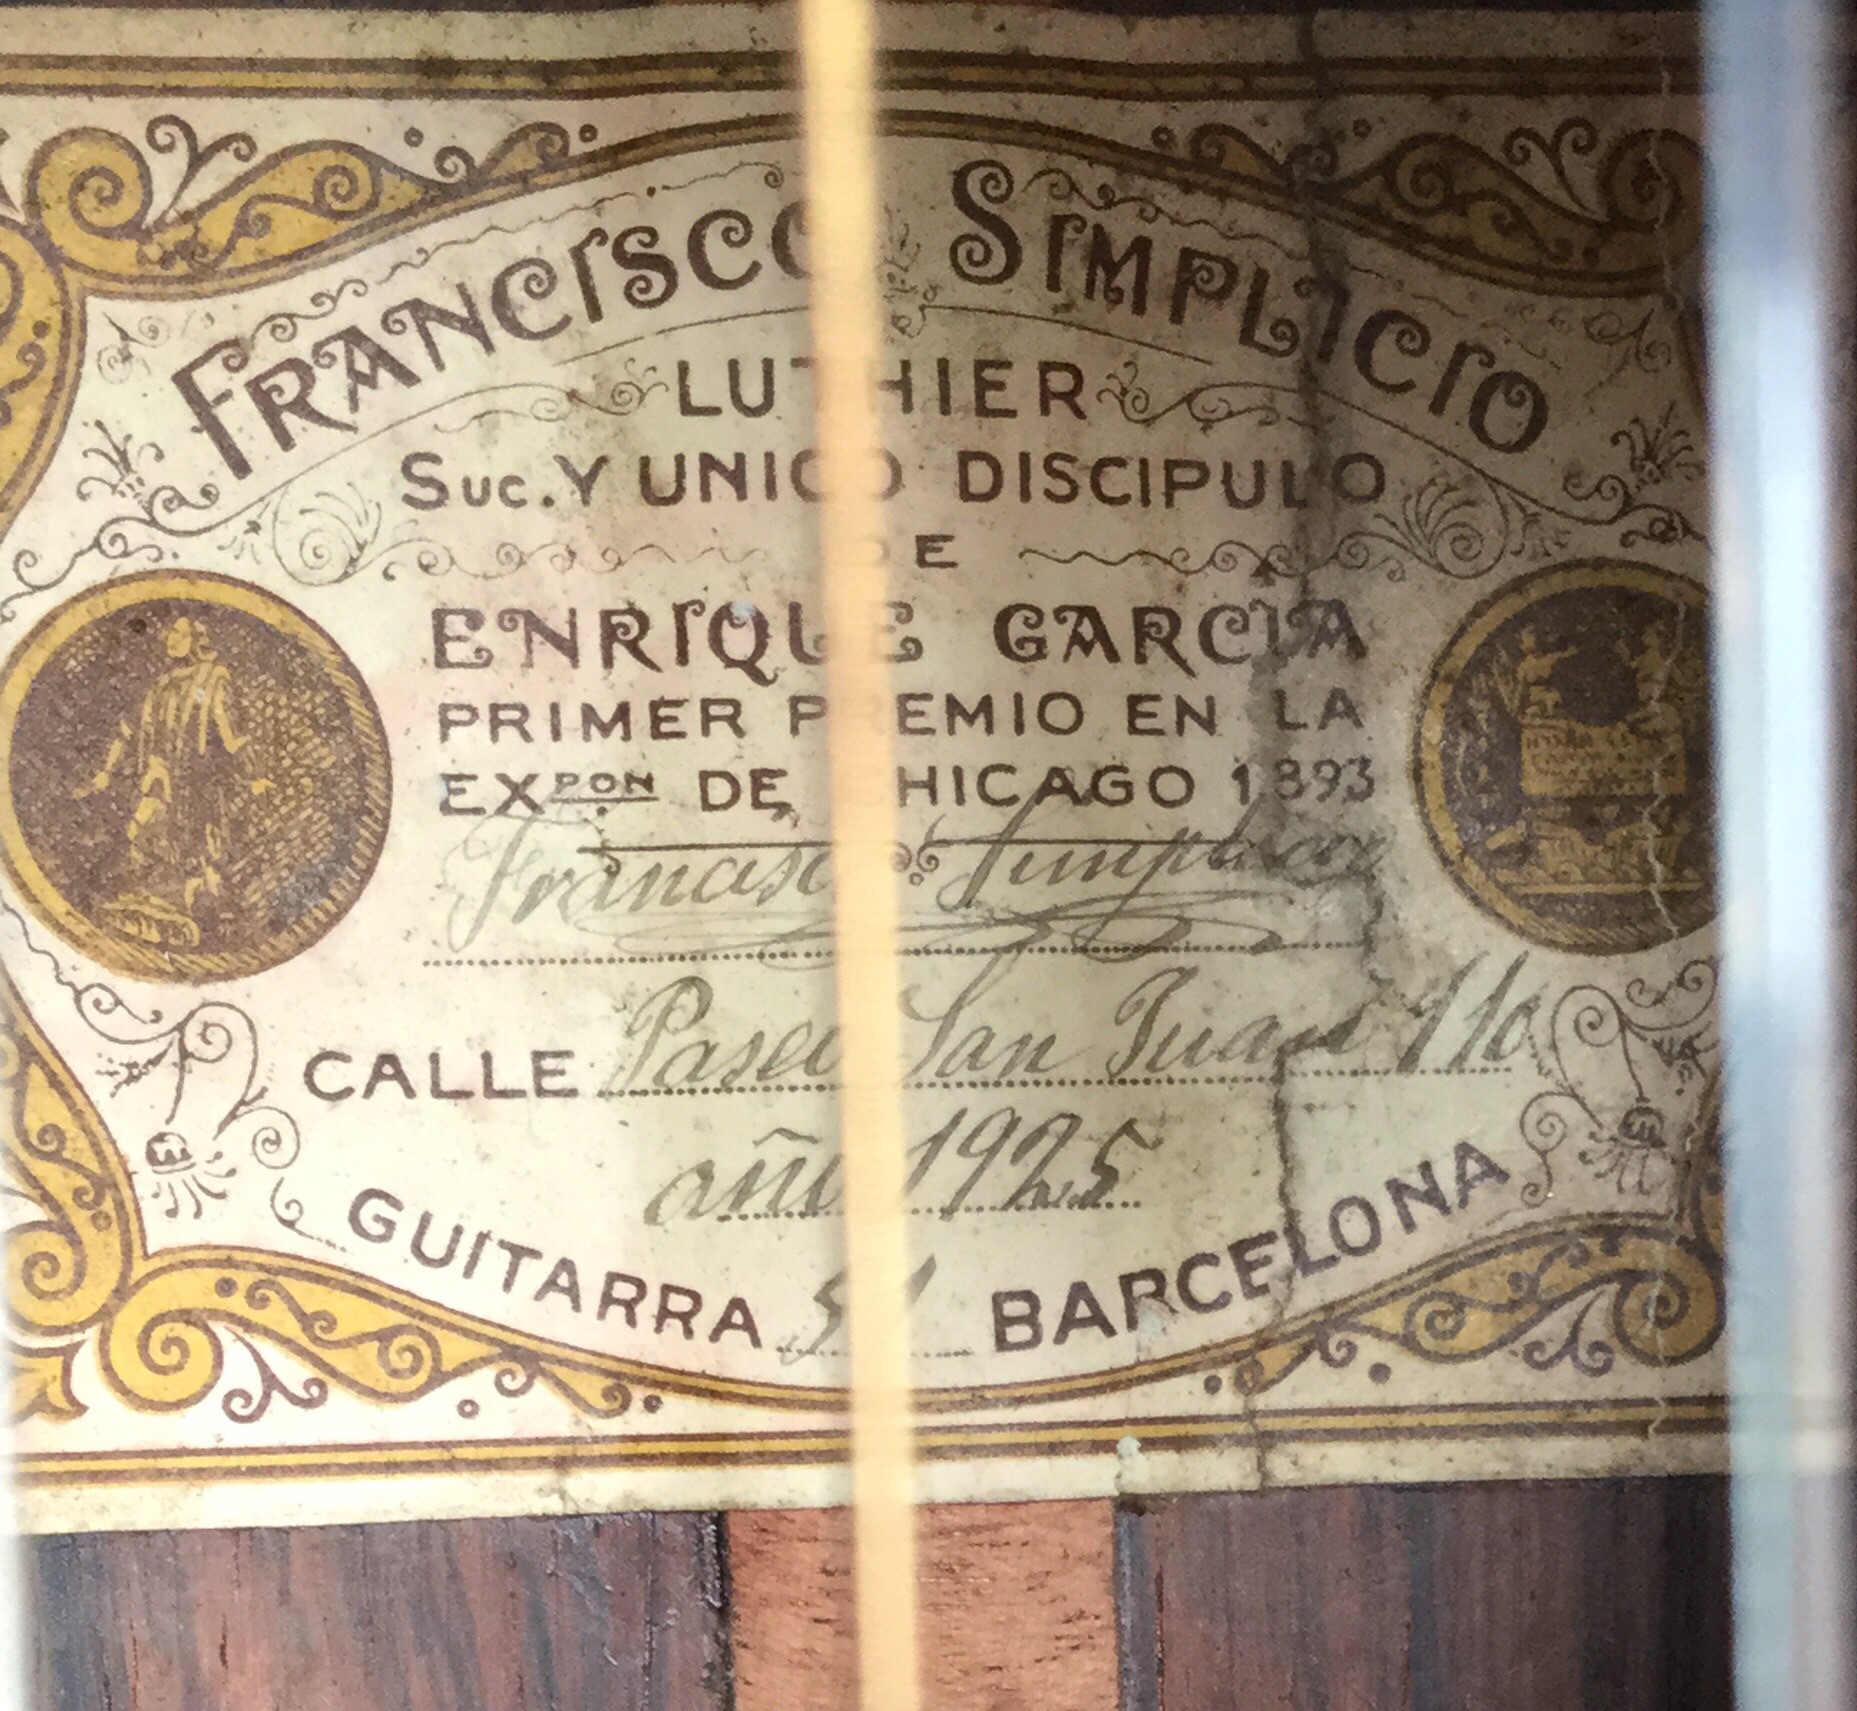 FRANCISCO SIMPLICIO
LUTHIER
Suc. Y UNICO DISCIPULO
DE
ENRIQUE GARCÍA
PRIMER PREMIO EN LA
EXPON DE CHICAGO 1893
Francisco Simplicio
CALLE Paseo San Juan 110
año 1925
GUITARRA BARCELONA